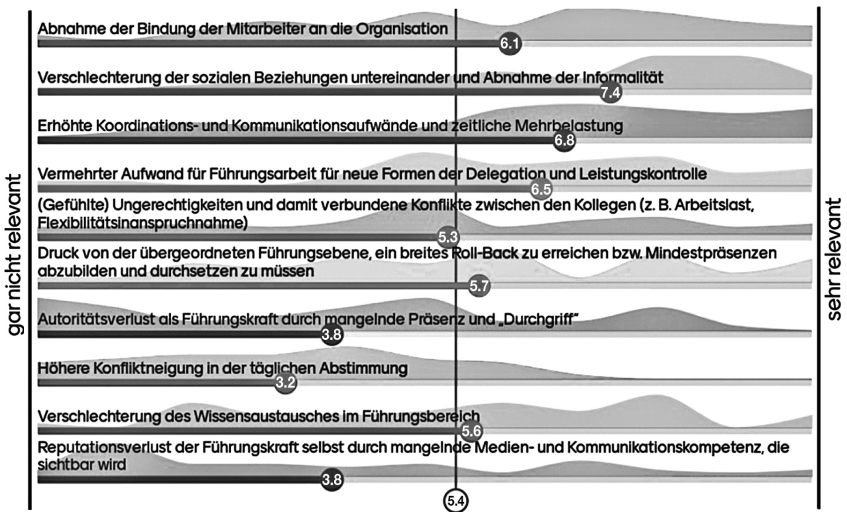 Abnahme der Bindung der Mitarbeiter an die Organisation
6.1
Verschlechterung der sozialen Beziehungen untereinander und Abnahme der Informalität
7.4
Erhöhte Koordinations- und Kommunikationsaufwände und zeitliche Mehrbelastung
6.8
Vermehrter Aufwand für Führungsarbeit für neue Formen der Delegation und Leistungskontrolle
6.5
(Gefühlte) Ungerechtigkeiten und damit verbundene Konflikte zwischen den Kollegen (z. B. Arbeitslast,
Flexibilitätsinanspruchnahme)
5.3
Druck von der übergeordneten Führungsebene, ein breites Roll-Back zu erreichen bzw. Mindestpräsenzen
abzubilden und durchsetzen zu müssen
5.7
Autoritätsverlust als Führungskraft durch mangelnde Präsenz und „Durchgriff"
3.8
Höhere Konfliktneigung in der täglichen Abstimmung
3.2
Verschlechterung des Wissensaustausches im Führungsbereich
5.6
Reputationsverlust der Führungskraft selbst durch mangelnde Medien- und Kommunikationskompetenz, die
sichtbar wird
3.8
5.4
gar nicht relevant
sehr relevant